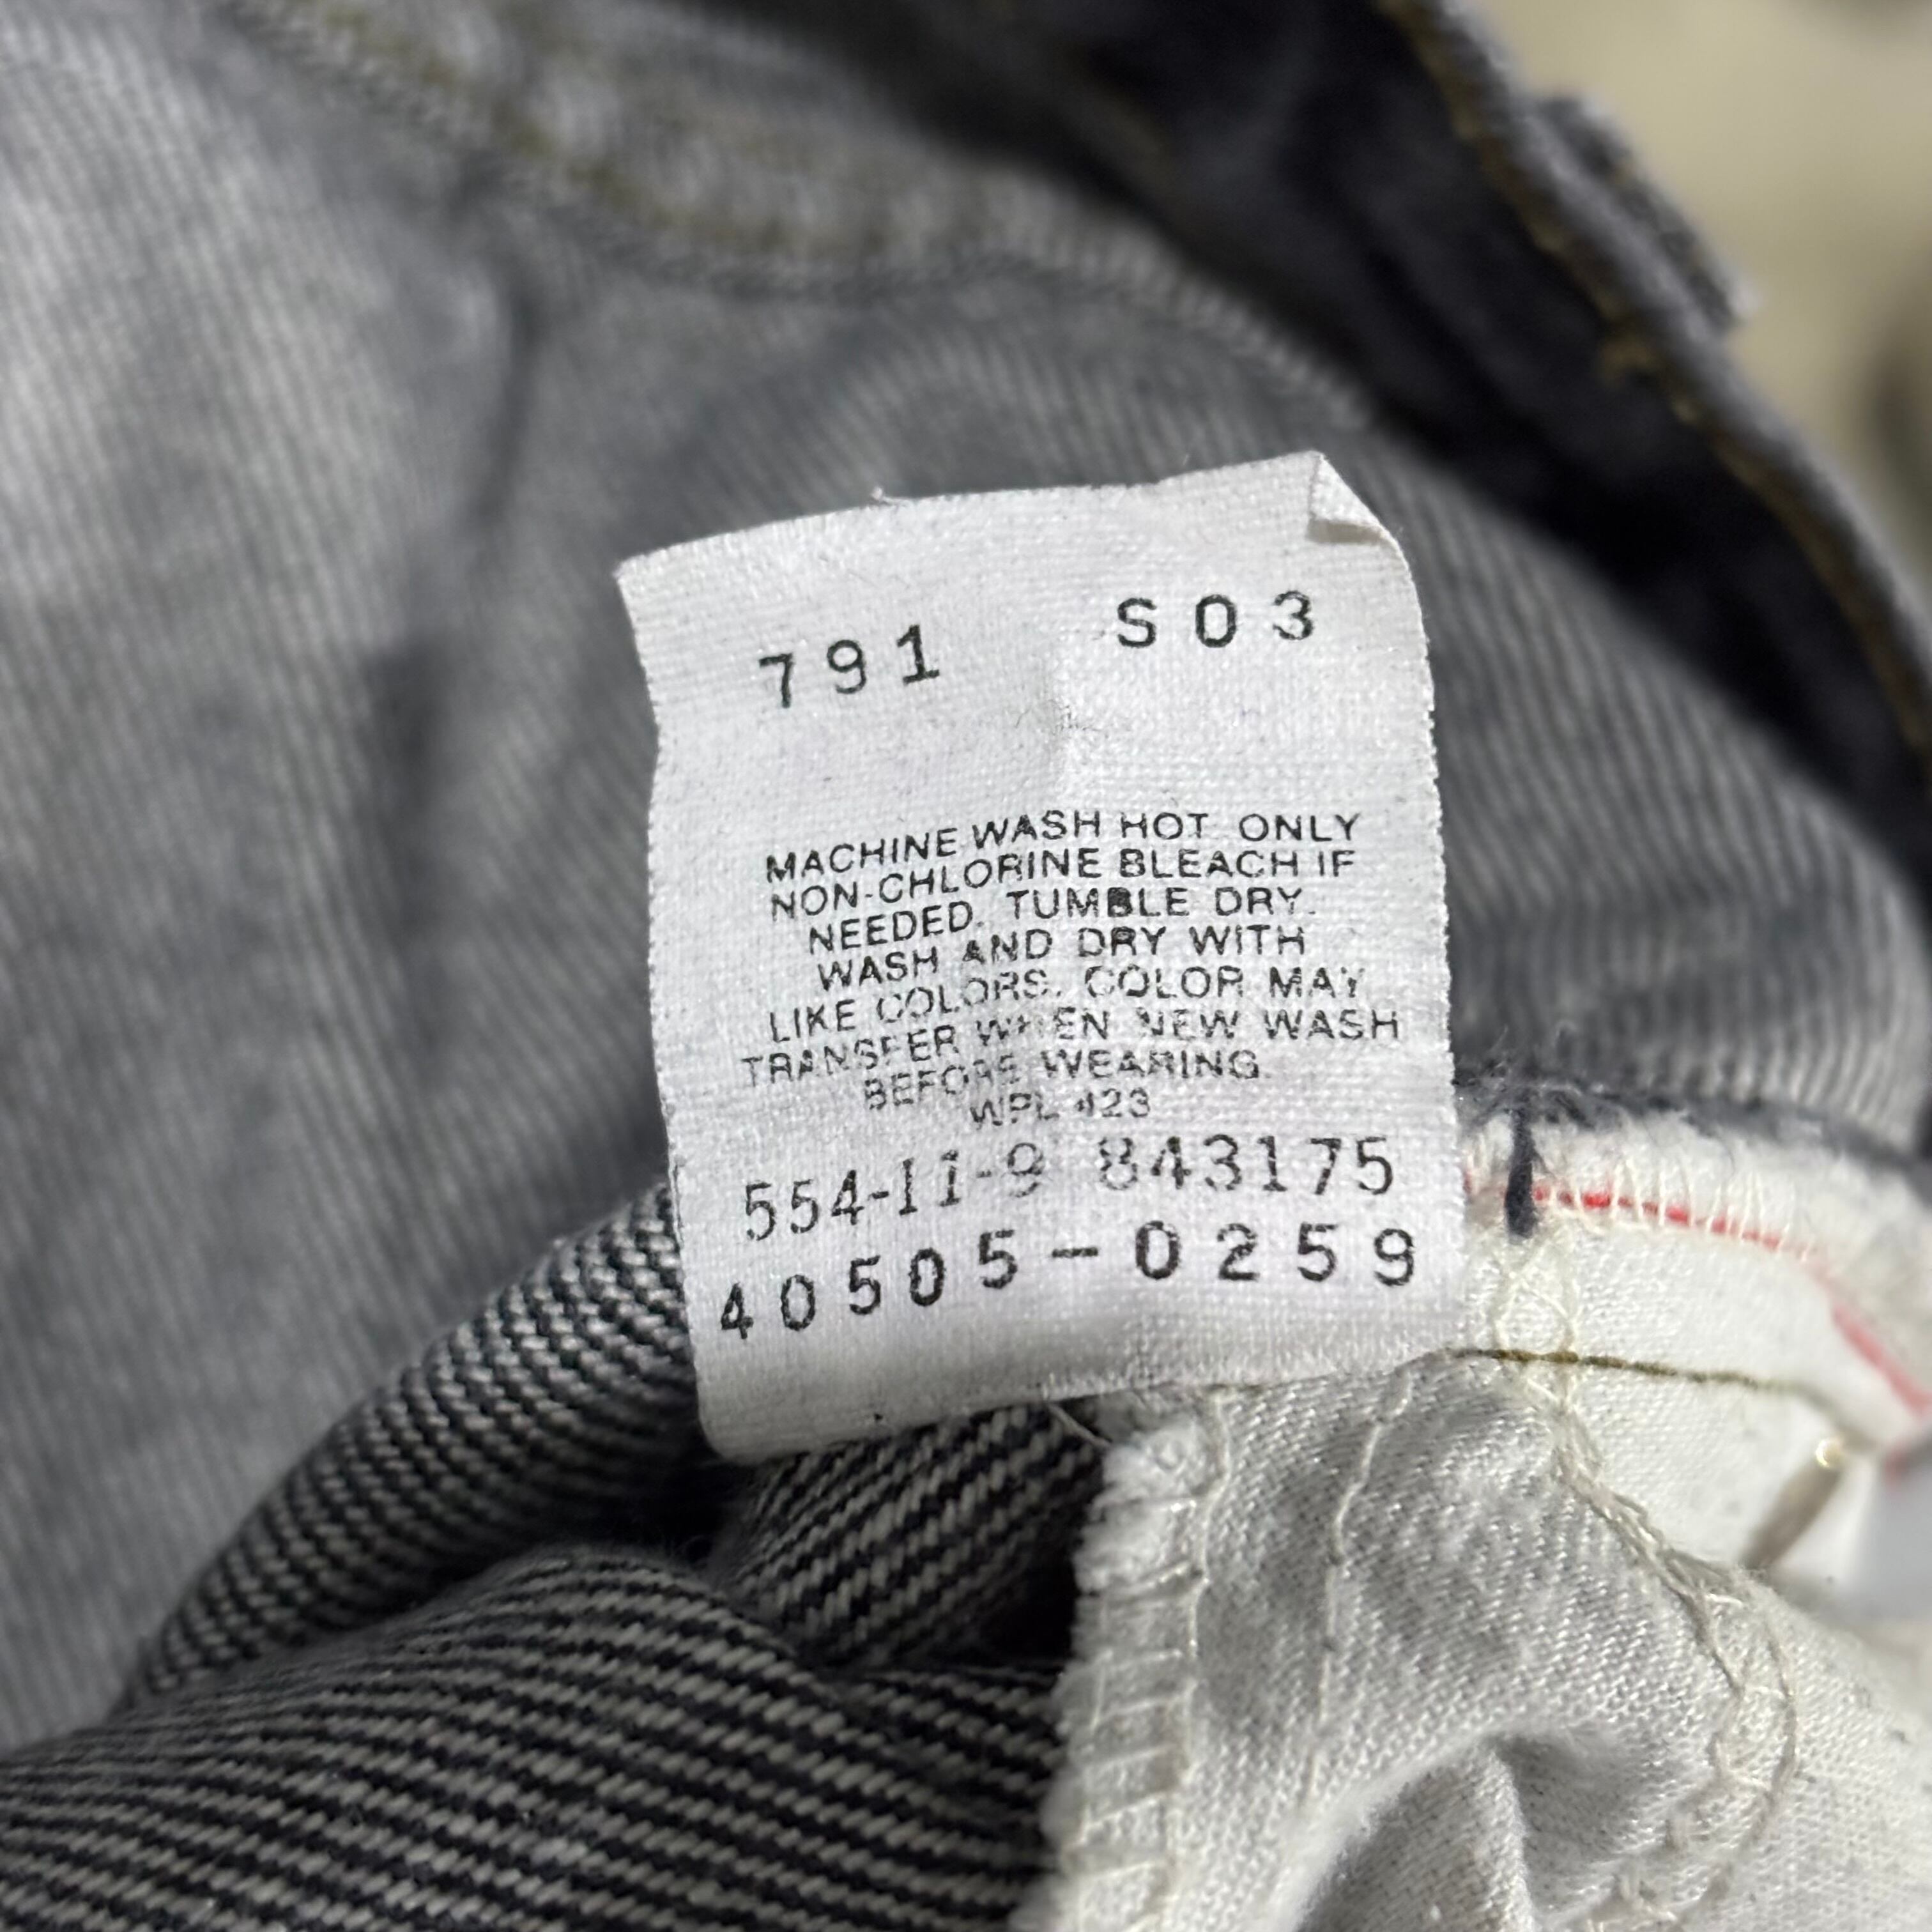 791 S03
MACHINE WASH HOT ONLY
NON-CHLORINE BLEACH IF
NEEDED. TUMBLE DRY.
WASH AND DRY WITH
LIKE COLORS. COLOR MAY
TRANSFER WHEN NEW WASH
BEFORE WEARING.
WPL 423
554-11-9 843175
40505-0259